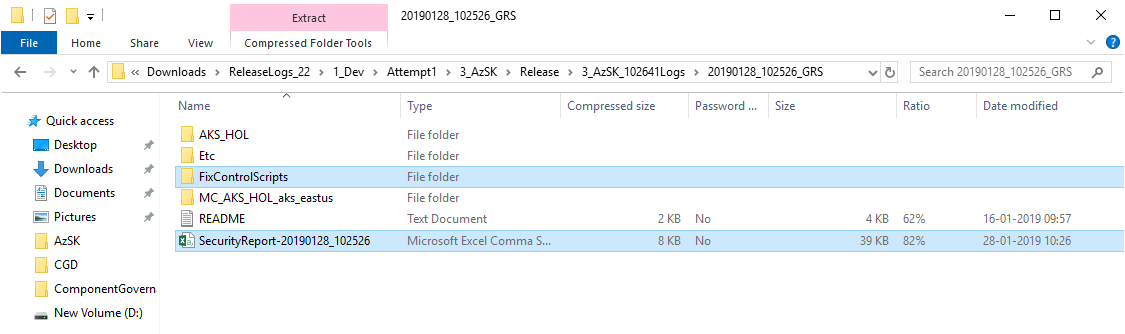 Extract 20190128_102526_GRS
File Home Share View Compressed Folder Tools
Downloads ReleaseLogs_22 1_Dev Attempt1 3_AzSK Release 3_AzSK_102641Logs 20190128_102526_GRS Search 20190128_102526_GRS
Name Type Compressed size Password ... Size Ratio Date modified
Quick access
Desktop
Downloads
Documents
Pictures
AzSK
CGD
ComponentGovern
New Volume (D:)
AKS_HOL File folder
Etc File folder
FixControlScripts File folder
MC_AKS_HOL_aks_eastus File folder
README Text Document 2 KB No 4 KB 62% 16-01-2019 09:57
SecurityReport-20190128_102526 Microsoft Excel Comma S... 8 KB No 39 KB 82% 28-01-2019 10:26